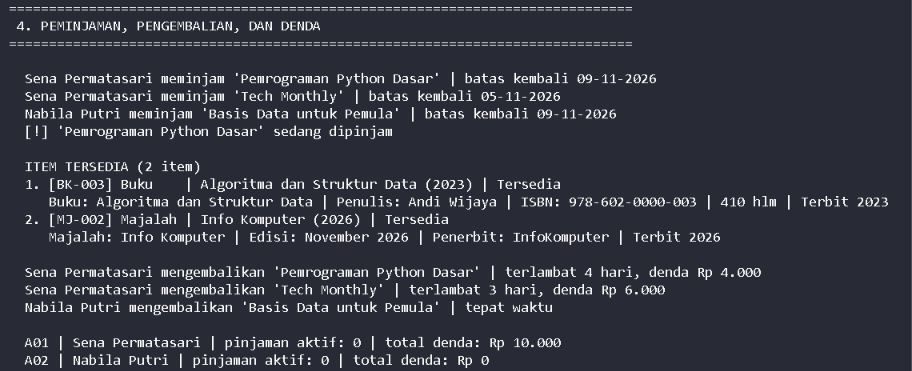 ==============================================================================
4. PEMINJAMAN, PENGEMBALIAN, DAN DENDA
==============================================================================
Sena Permatasari meminjam 'Pemrograman Python Dasar' | batas kembali 09-11-2026
Sena Permatasari meminjam 'Tech Monthly' | batas kembali 05-11-2026
Nabila Putri meminjam 'Basis Data untuk Pemula' | batas kembali 09-11-2026
[!] 'Pemrograman Python Dasar' sedang dipinjam
ITEM TERSEDIA (2 item)
1. [BK-003] Buku    | Algoritma dan Struktur Data (2023) | Tersedia
Buku: Algoritma dan Struktur Data | Penulis: Andi Wijaya | ISBN: 978-602-0000-003 | 410 hlm | Terbit 2023
2. [MJ-002] Majalah | Info Komputer (2026) | Tersedia
Majalah: Info Komputer | Edisi: November 2026 | Penerbit: InfoKomputer | Terbit 2026
Sena Permatasari mengembalikan 'Pemrograman Python Dasar' | terlambat 4 hari, denda Rp 4.000
Sena Permatasari mengembalikan 'Tech Monthly' | terlambat 3 hari, denda Rp 6.000
Nabila Putri mengembalikan 'Basis Data untuk Pemula' | tepat waktu
A01 | Sena Permatasari | pinjaman aktif: 0 | total denda: Rp 10.000
A02 | Nabila Putri | pinjaman aktif: 0 | total denda: Rp 0